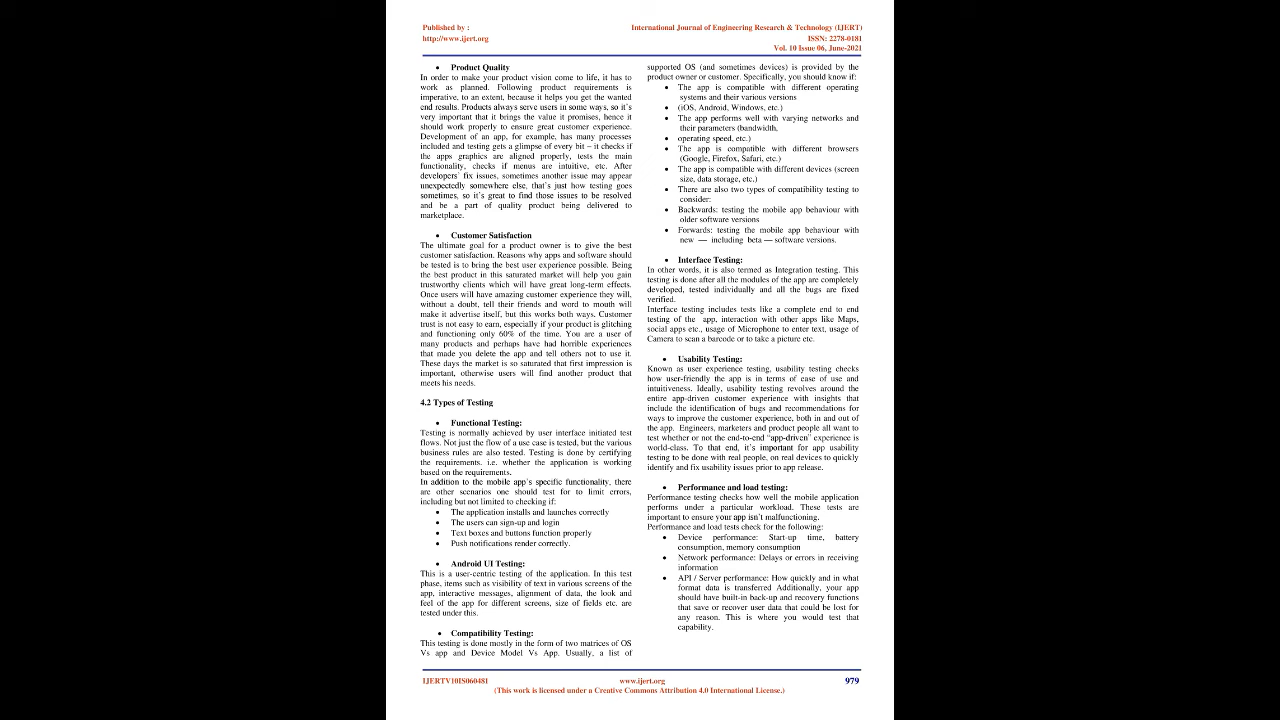 Published by :
http://www.ijert.org
International Journal of Engineering Research & Technology (IJERT)
ISSN: 2278-0181
Vol. 10 Issue 06, June-2021
• Product Quality
In order to make your product vision come to life, it has to
work as planned. Following product requirements is
imperative, to an extent, because it helps you get the wanted
end results. Products always serve users in some ways, so it's
very important that it brings the value it promises, hence it
should work properly to ensure great customer experience.
Development of an app, for example, has many processes
included and testing gets a glimpse of every bit – it checks if
the apps graphics are aligned properly, tests the main
functionality, checks if menus are intuitive, etc. After
developers' fix issues, sometimes another issue may appear
unexpectedly somewhere else, that's just how testing goes
sometimes, so it's great to find those issues to be resolved
and be a part of quality product being delivered to
marketplace.
• Customer Satisfaction
The ultimate goal for a product owner is to give the best
customer satisfaction. Reasons why apps and software should
be tested is to bring the best user experience possible. Being
the best product in this saturated market will help you gain
trustworthy clients which will have great long-term effects.
Once users will have amazing customer experience they will,
without a doubt, tell their friends and word to mouth will
make it advertise itself, but this works both ways. Customer
trust is not easy to earn, especially if your product is glitching
and functioning only 60% of the time. You are a user of
many products and perhaps have had horrible experiences
that made you delete the app and tell others not to use it.
These days the market is so saturated that first impression is
important, otherwise users will find another product that
meets his needs.
4.2 Types of Testing
• Functional Testing:
Testing is normally achieved by user interface initiated test
flows. Not just the flow of a use case is tested, but the various
business rules are also tested. Testing is done by certifying
the requirements. i.e. whether the application is working
based on the requirements.
In addition to the mobile app's specific functionality, there
are other scenarios one should test for to limit errors,
including but not limited to checking if:
• The application installs and launches correctly
• The users can sign-up and login
• Text boxes and buttons function properly
• Push notifications render correctly.
• Android UI Testing:
This is a user-centric testing of the application. In this test
phase, items such as visibility of text in various screens of the
app, interactive messages, alignment of data, the look and
feel of the app for different screens, size of fields etc. are
tested under this.
• Compatibility Testing:
This testing is done mostly in the form of two matrices of OS
Vs app and Device Model Vs App. Usually, a list of
supported OS (and sometimes devices) is provided by the
product owner or customer. Specifically, you should know if:
• The app is compatible with different operating
systems and their various versions
• (iOS, Android, Windows, etc.)
• The app performs well with varying networks and
their parameters (bandwidth,
• operating speed, etc.)
• The app is compatible with different browsers
(Google, Firefox, Safari, etc.)
• The app is compatible with different devices (screen
size, data storage, etc.)
• There are also two types of compatibility testing to
consider:
• Backwards: testing the mobile app behaviour with
older software versions
• Forwards: testing the mobile app behaviour with
new — including beta — software versions.
• Interface Testing:
In other words, it is also termed as Integration testing. This
testing is done after all the modules of the app are completely
developed, tested individually and all the bugs are fixed
verified.
Interface testing includes tests like a complete end to end
testing of the app, interaction with other apps like Maps,
social apps etc., usage of Microphone to enter text, usage of
Camera to scan a barcode or to take a picture etc.
• Usability Testing:
Known as user experience testing, usability testing checks
how user-friendly the app is in terms of ease of use and
intuitiveness. Ideally, usability testing revolves around the
entire app-driven customer experience with insights that
include the identification of bugs and recommendations for
ways to improve the customer experience, both in and out of
the app. Engineers, marketers and product people all want to
test whether or not the end-to-end "app-driven" experience is
world-class. To that end, it's important for app usability
testing to be done with real people, on real devices to quickly
identify and fix usability issues prior to app release.
• Performance and load testing:
Performance testing checks how well the mobile application
performs under a particular workload. These tests are
important to ensure your app isn't malfunctioning.
Performance and load tests check for the following:
• Device performance: Start-up time, battery
consumption, memory consumption
• Network performance: Delays or errors in receiving
information
• API / Server performance: How quickly and in what
format data is transferred Additionally, your app
should have built-in back-up and recovery functions
that save or recover user data that could be lost for
any reason. This is where you would test that
capability.
IJERTV10IS060481
www.ijert.org
979
(This work is licensed under a Creative Commons Attribution 4.0 International License.)